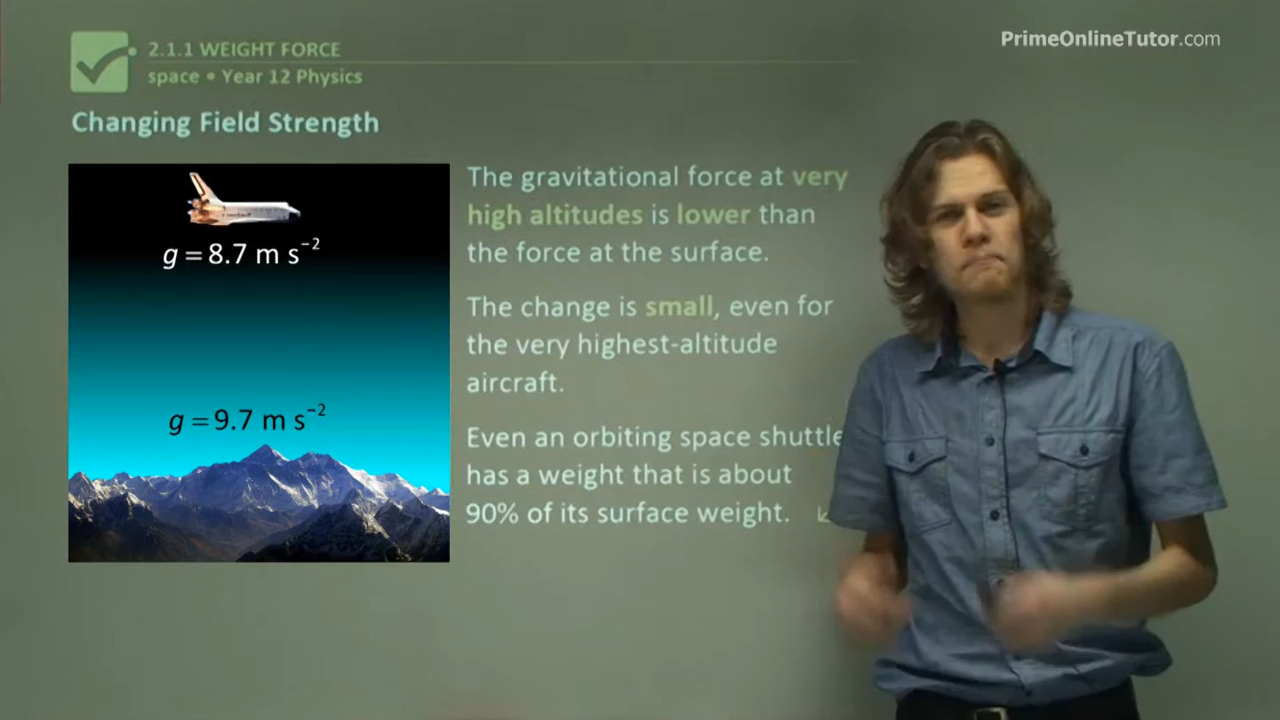 PrimeOnlineTutor.com
2.1.1 WEIGHT FORCE
space • Year 12 Physics
Changing Field Strength
g = 8.7 m s⁻²
g = 9.7 m s⁻²
The gravitational force at very
high altitudes is lower than
the force at the surface.
The change is small, even for
the very highest-altitude
aircraft.
Even an orbiting space shuttle
has a weight that is about
90% of its surface weight.